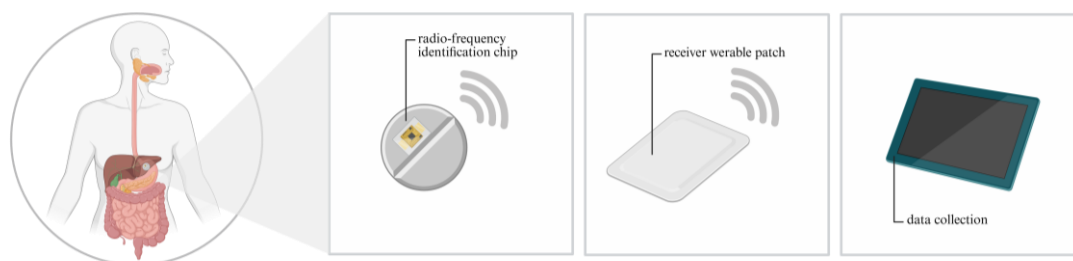 radio-frequency
identification chip
receiver werable patch
data collection